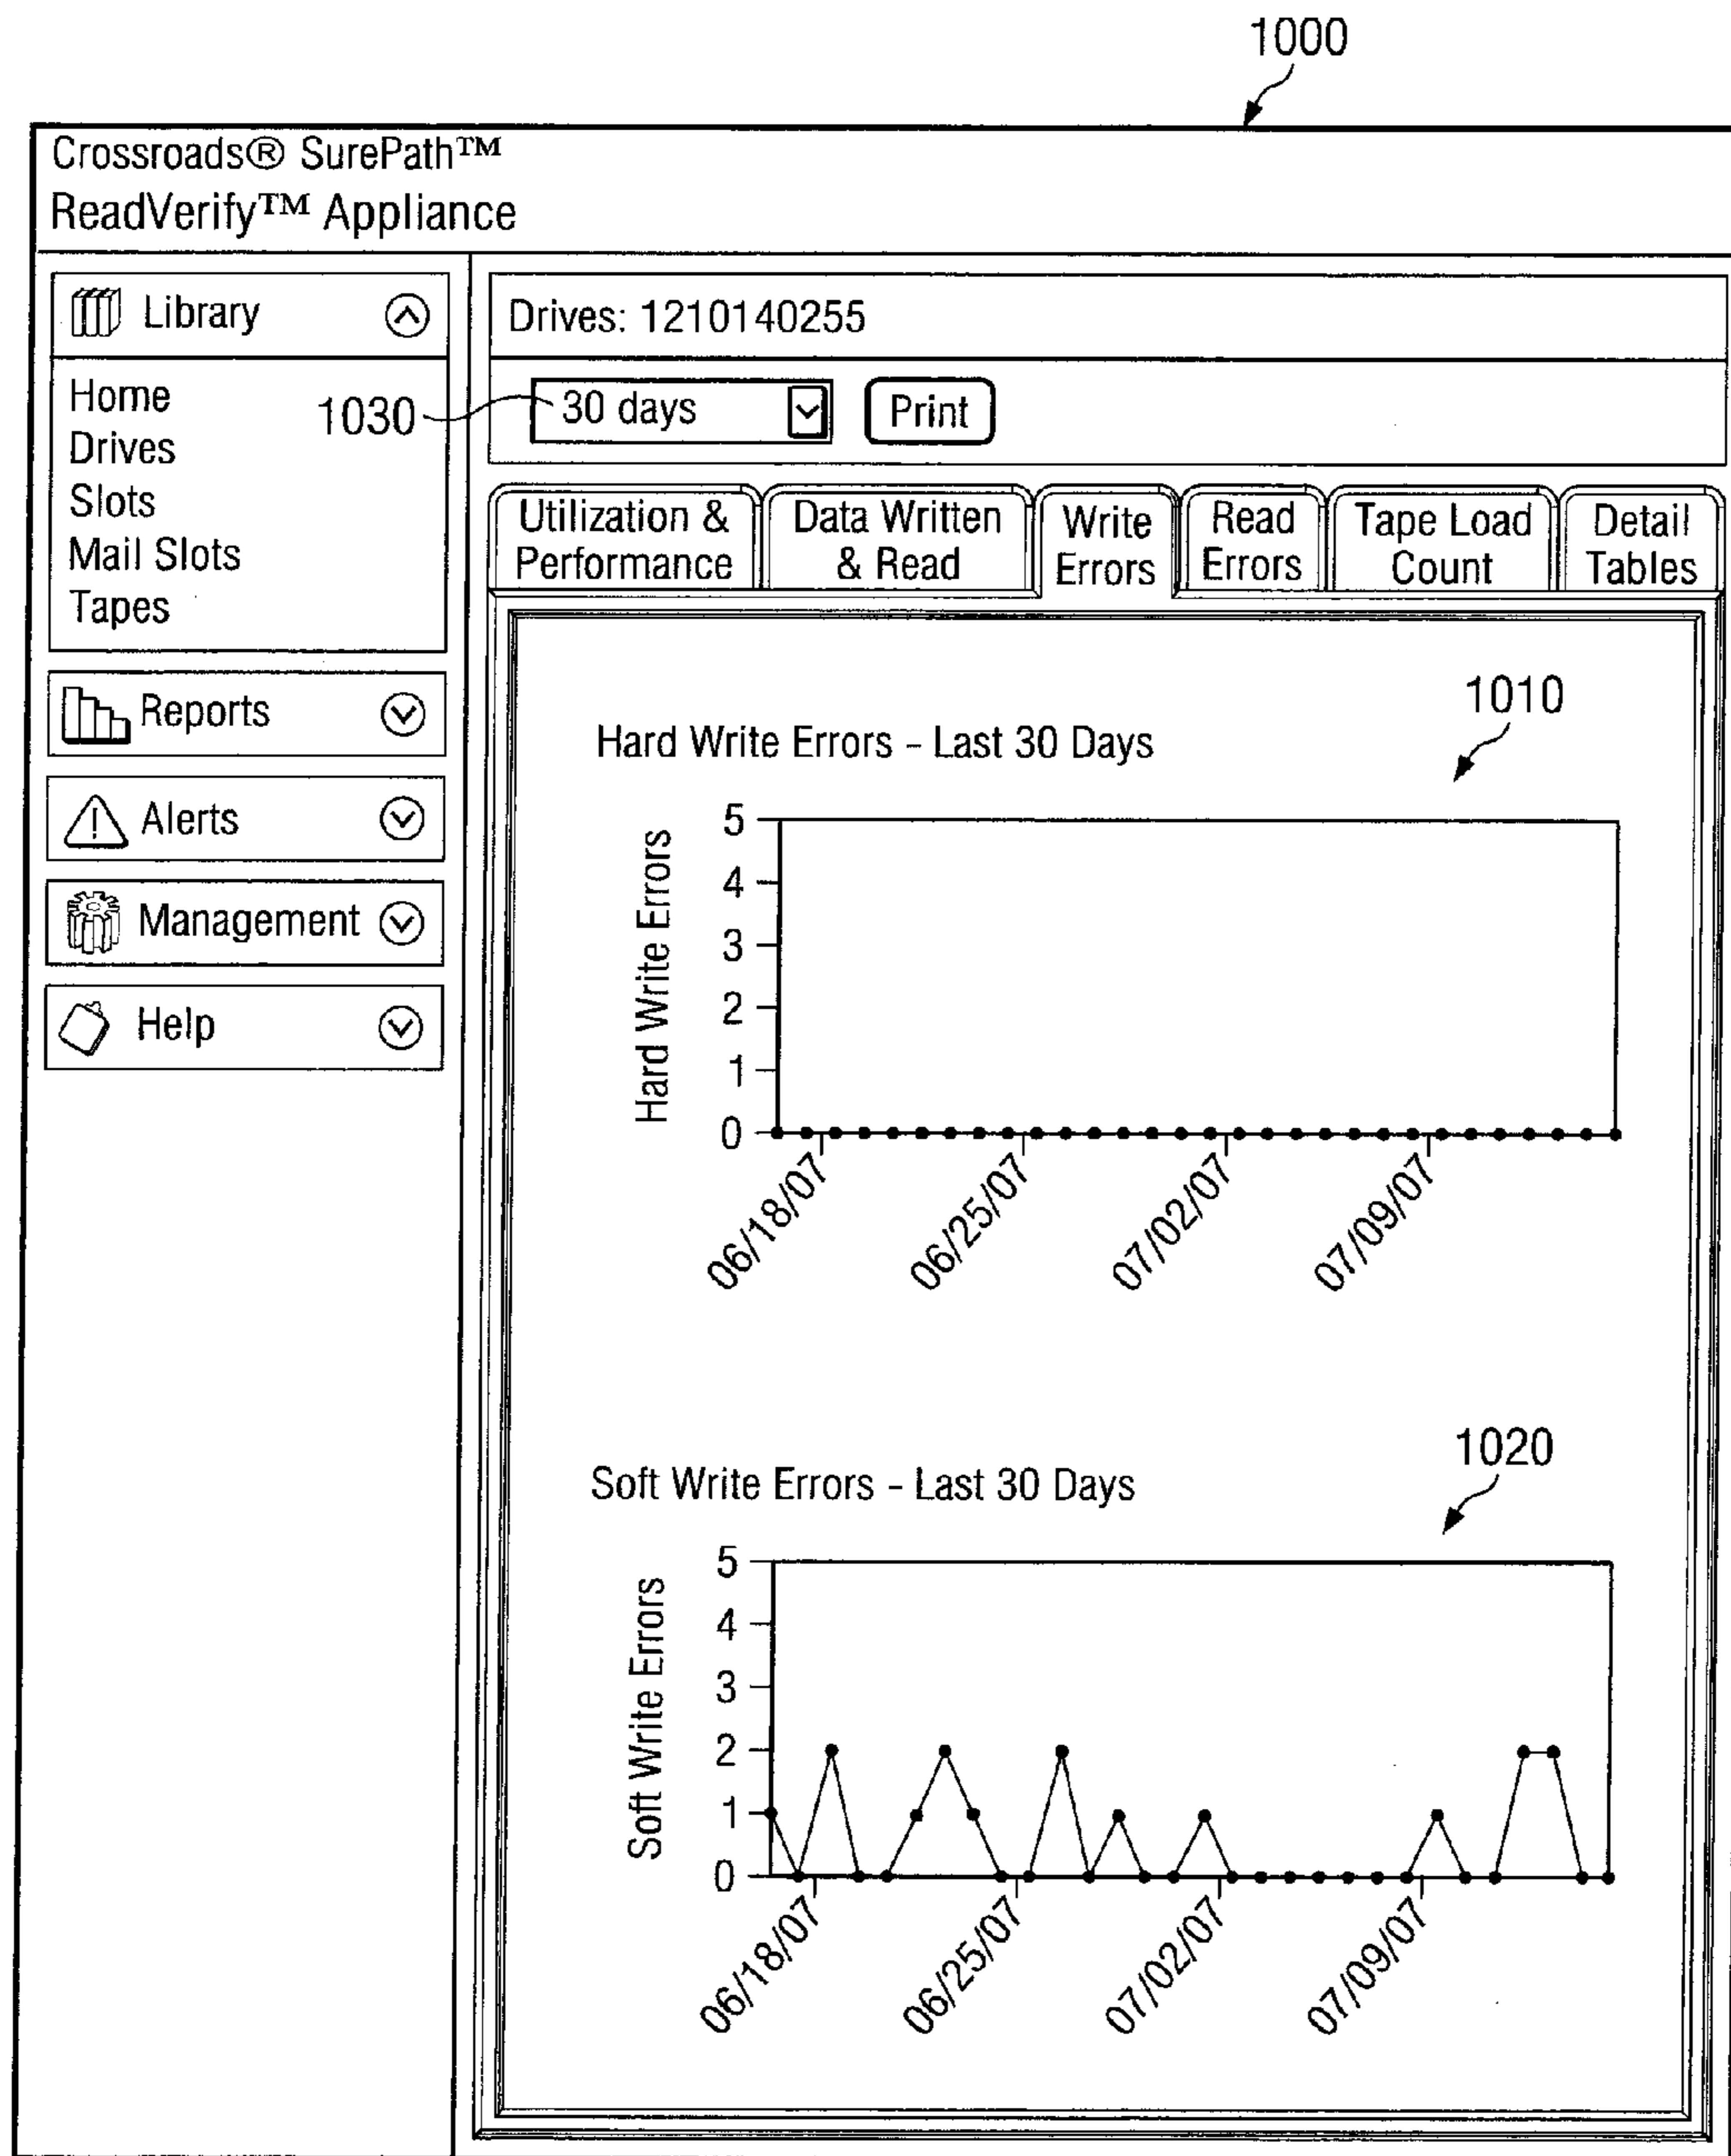 1000
Crossroads® SurePath™
ReadVerify™ Appliance
Library
Home
Drives
Slots
Mail Slots
Tapes
Reports
Alerts
Management
Help
Drives: 1210140255
1030
30 days
Print
Utilization &
Performance
Data Written
& Read
Write
Errors
Read
Errors
Tape Load
Count
Detail
Tables
1010
Hard Write Errors - Last 30 Days
Hard Write Errors
5
4
3
2
1
0
06/18/07
06/25/07
07/02/07
07/09/07
1020
Soft Write Errors - Last 30 Days
Soft Write Errors
5
4
3
2
1
0
06/18/07
06/25/07
07/02/07
07/09/07